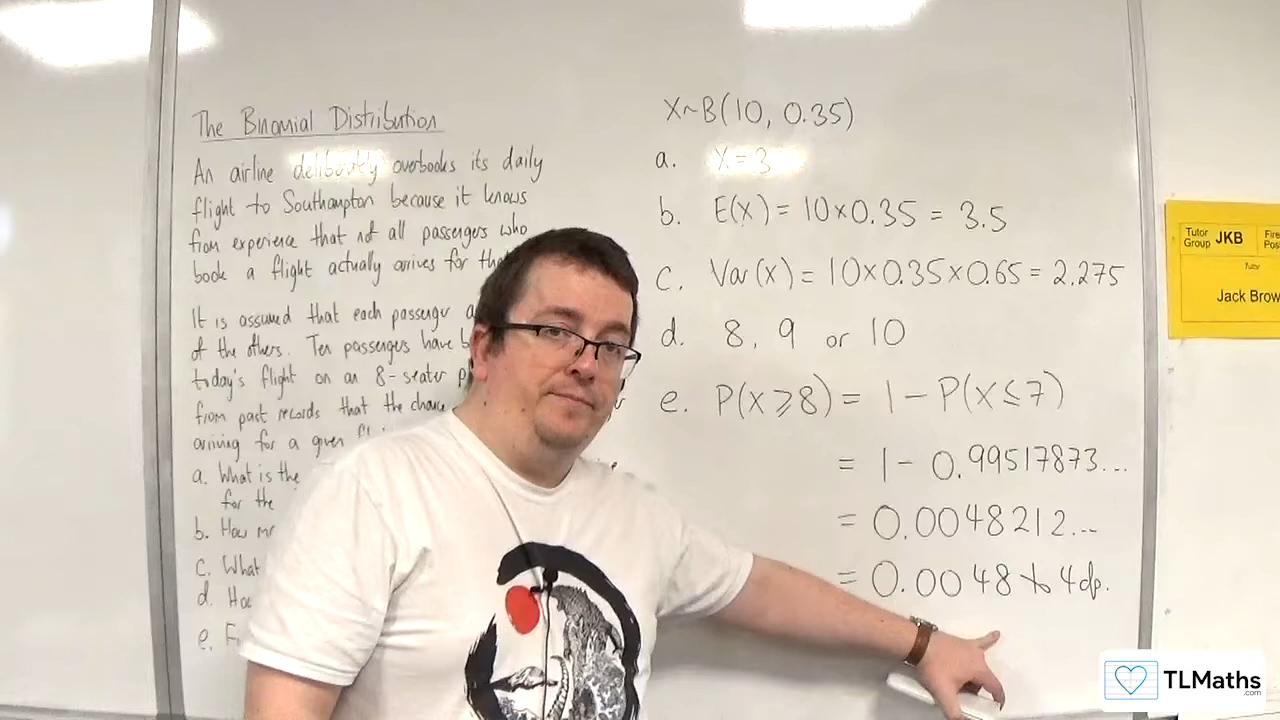 The Binomial Distribution
An airline deliberately overbooks its daily
flight to Southampton because it knows
from experience that not all passengers who
book a flight actually arrives for
It is assumed that each passenger
of the others. Ten passengers have
today's flight on an 8-seater
from past records that the chance
arriving for a given
a. What is the
for the
b. How
c. What
d.
e.
X~B(10, 0.35)
a. X = 3
b. E(X) = 10×0.35 = 3.5
c. Var(X) = 10×0.35×0.65 = 2.275
d. 8, 9 or 10
e. P(X⩾8) = 1 - P(X≤7)
= 1 - 0.99517873...
= 0.0048212...
= 0.0048 to 4dp.
Tutor
Group JKB
Tutor
Jack
TLMaths
.com